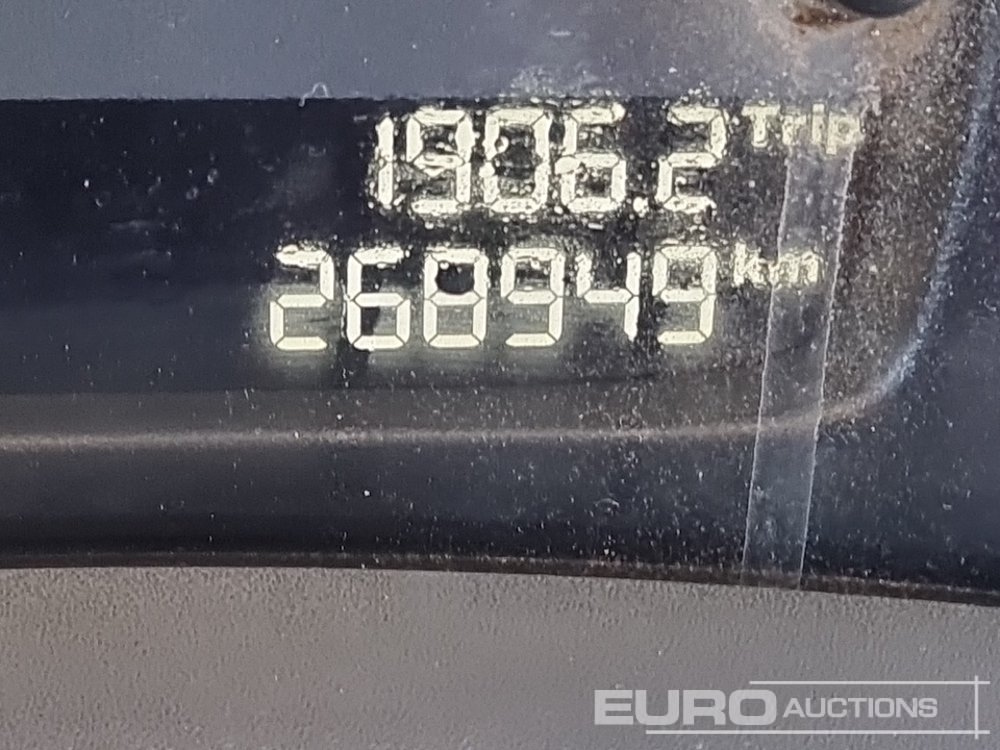 1906.2 Trip
268949 km
EURO AUCTIONS